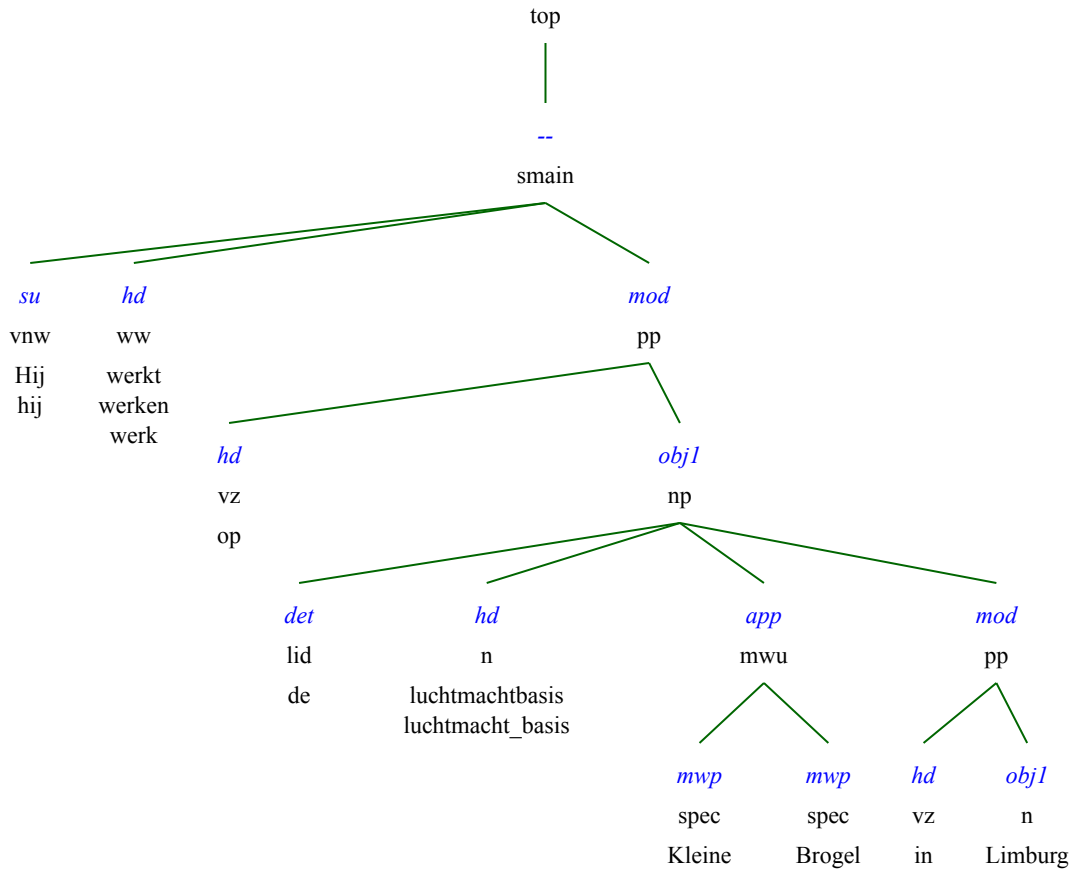 top
--
smain
su hd mod
vnw ww pp
Hij werkt
hij werken
werk
hd obj1
vz np
op
det hd app mod
lid n mwu pp
de luchtmachtbasis
luchtmacht_basis
mwp mwp hd obj1
spec spec vz n
Kleine Brogel in Limburg